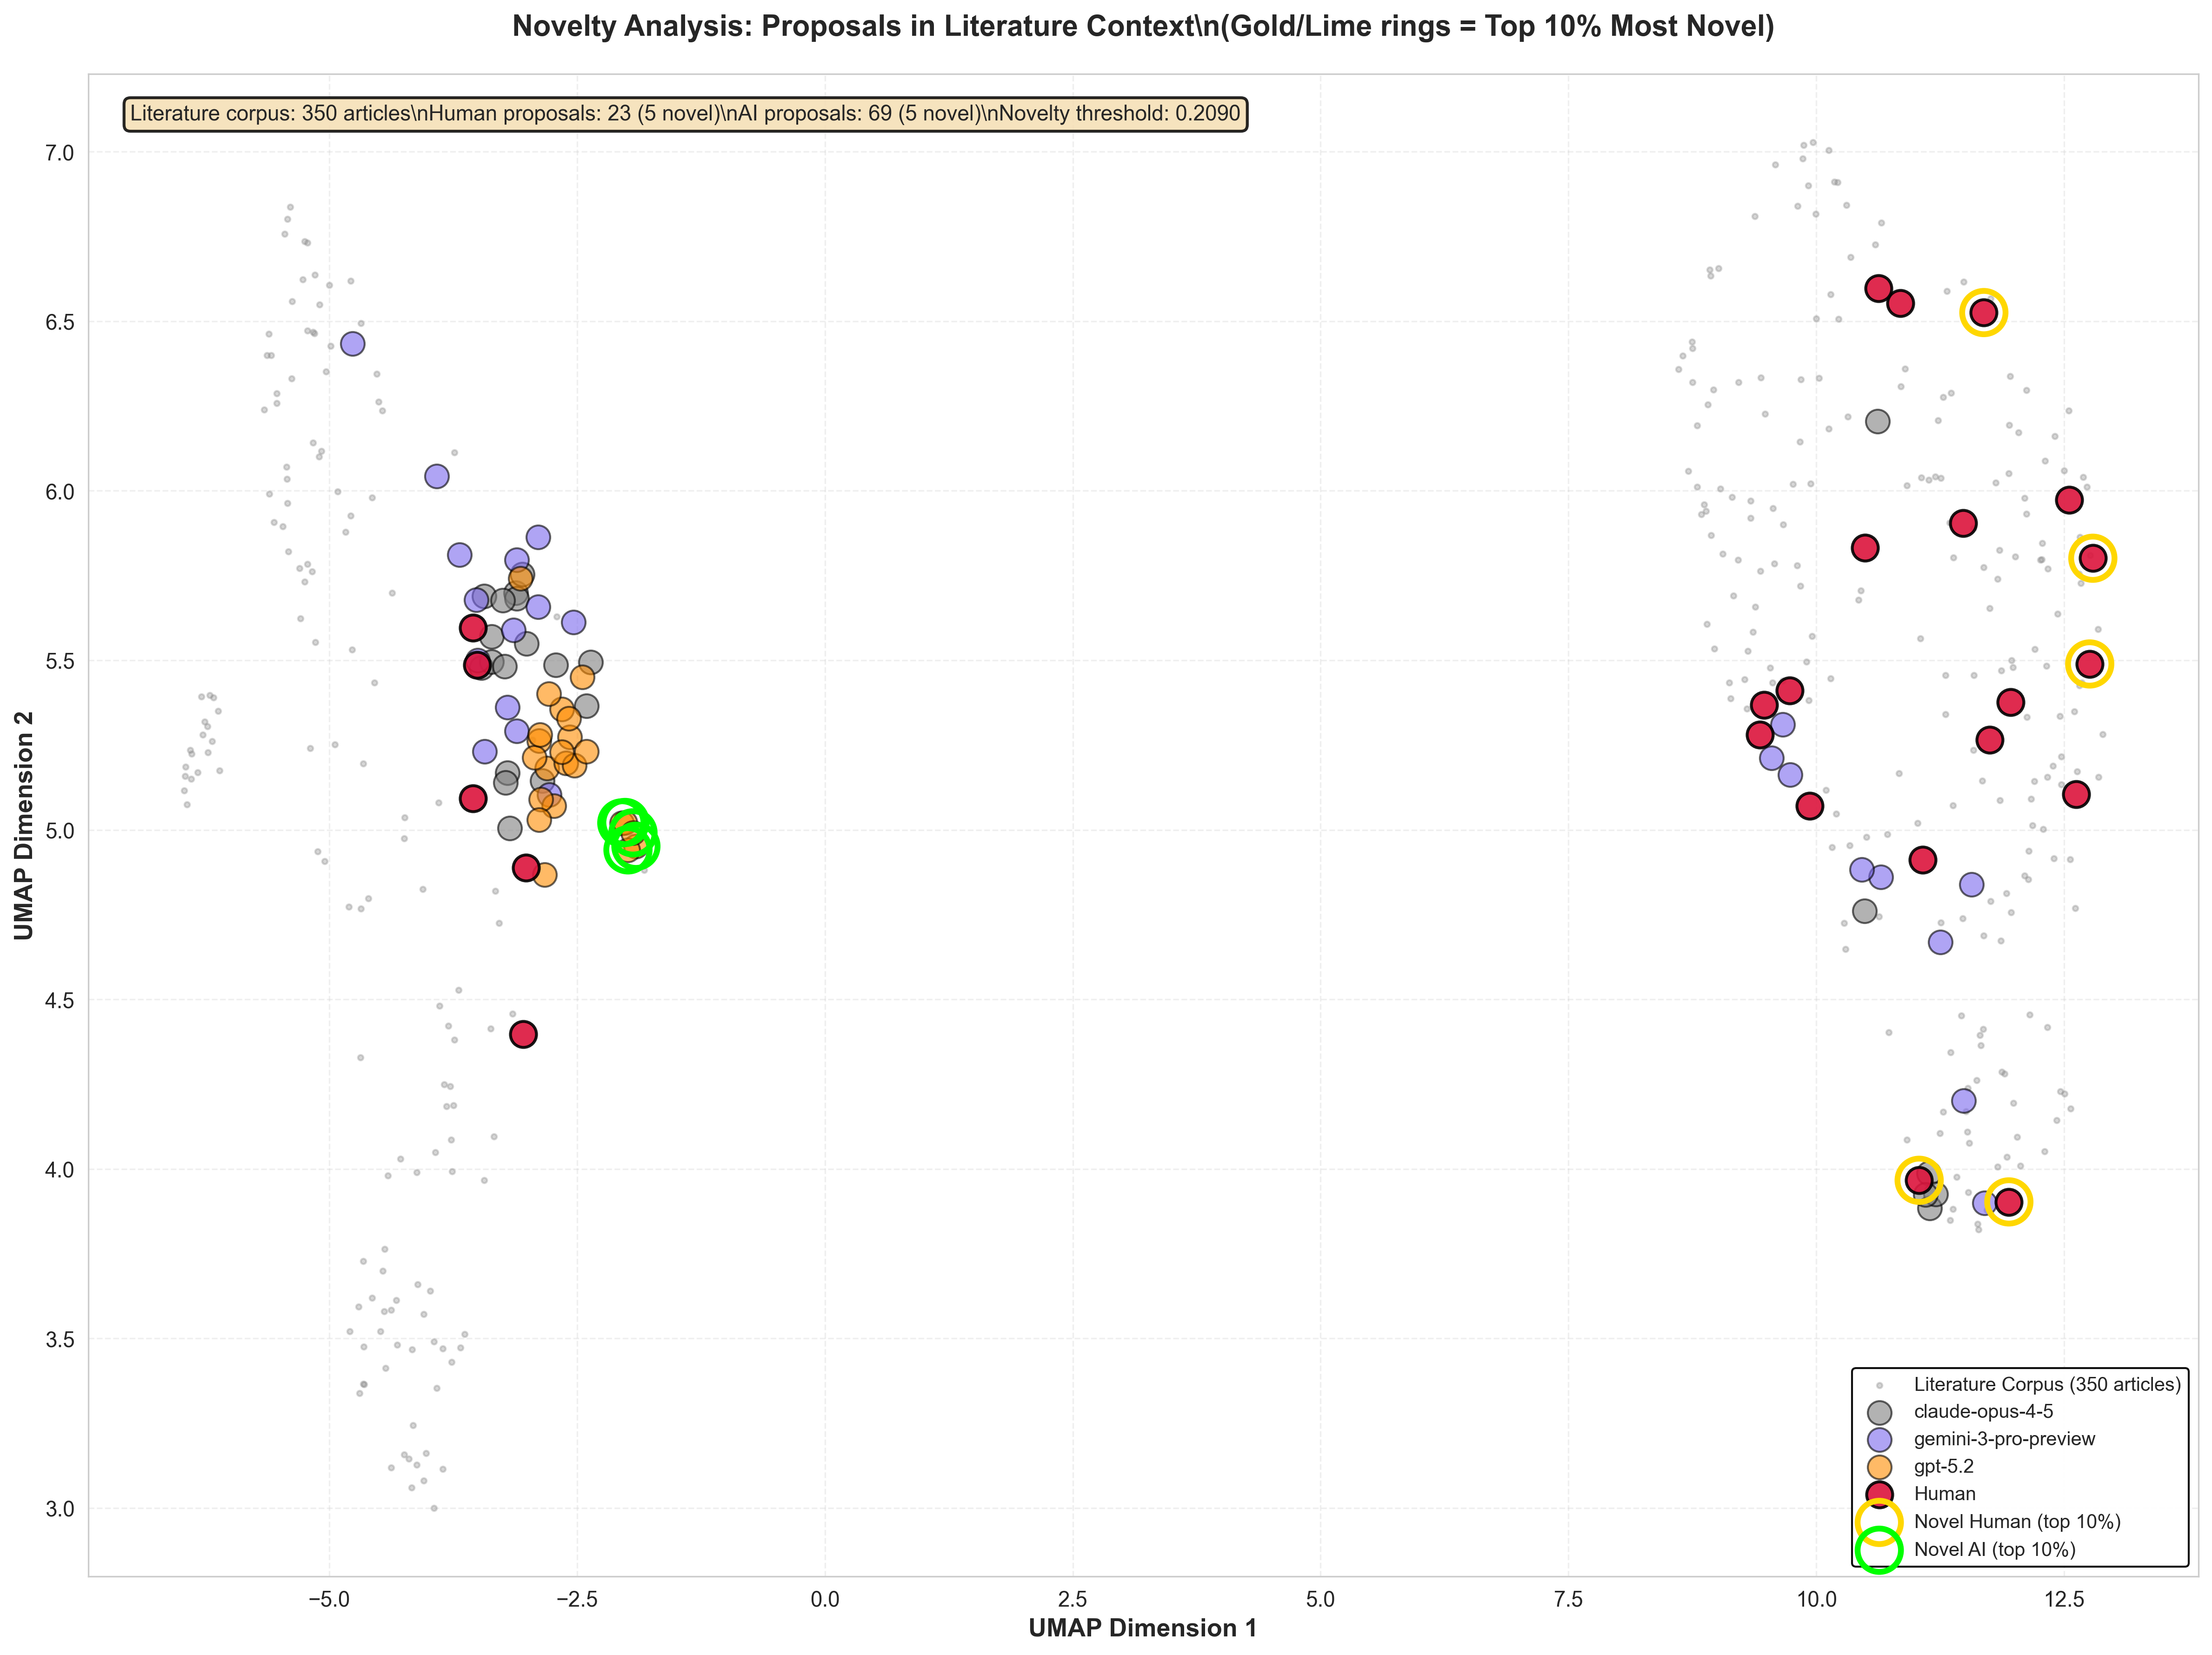 Novelty Analysis: Proposals in Literature Context\n(Gold/Lime rings = Top 10% Most Novel)
Literature corpus: 350 articles\nHuman proposals: 23 (5 novel)\nAI proposals: 69 (5 novel)\nNovelty threshold: 0.2090
7.0
6.5
6.0
5.5
5.0
4.5
4.0
3.5
3.0
UMAP Dimension 2
Literature Corpus (350 articles)
claude-opus-4-5
gemini-3-pro-preview
gpt-5.2
Human
Novel Human (top 10%)
Novel AI (top 10%)
−5.0 −2.5 0.0 2.5 5.0 7.5 10.0 12.5
UMAP Dimension 1